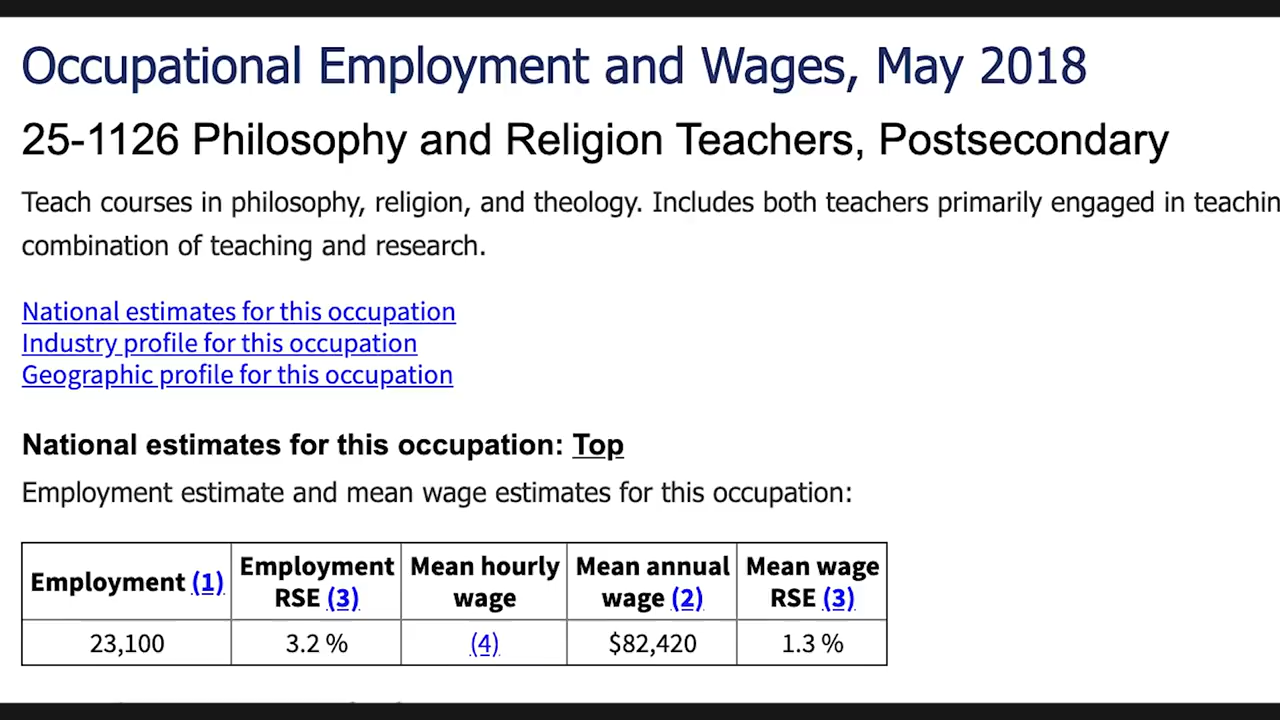 Occupational Employment and Wages, May 2018
25-1126 Philosophy and Religion Teachers, Postsecondary
Teach courses in philosophy, religion, and theology. Includes both teachers primarily engaged in teachin
combination of teaching and research.
National estimates for this occupation
Industry profile for this occupation
Geographic profile for this occupation
National estimates for this occupation: Top
Employment estimate and mean wage estimates for this occupation:
Employment (1) Employment RSE (3) Mean hourly wage Mean annual wage (2) Mean wage RSE (3)
23,100 3.2 % (4) $82,420 1.3 %